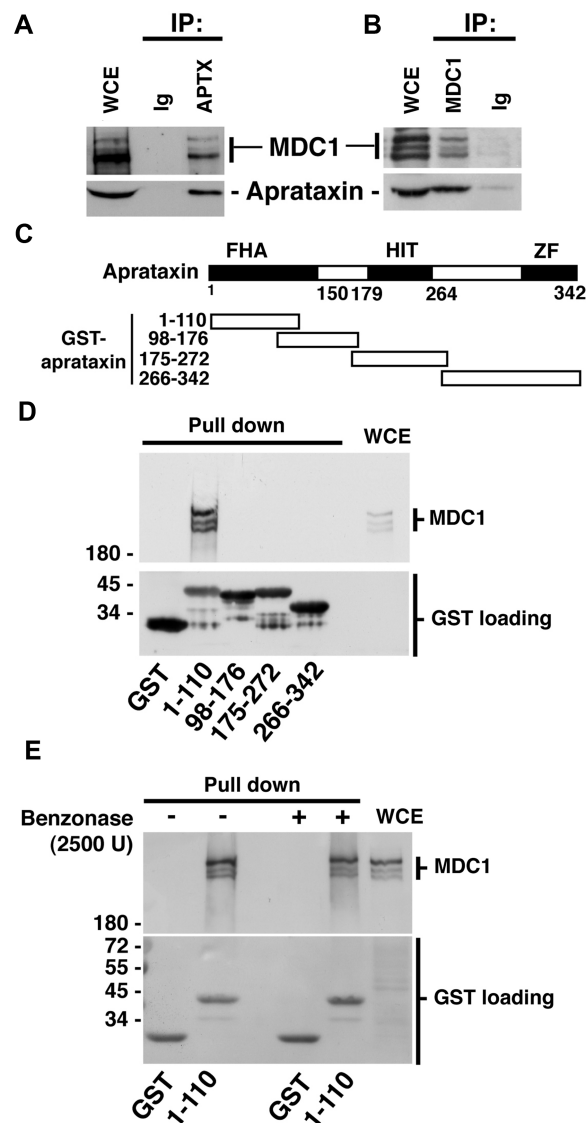 A
IP:
WCE
Ig
APTX
B
IP:
WCE
MDC1
Ig
MDC1
- Aprataxin -
C
FHA HIT ZF
Aprataxin
1 150 179 264 342
GST-
aprataxin
1-110
98-176
175-272
266-342
D
Pull down
WCE
MDC1
180 -
45 -
34 -
GST loading
GST
1-110
98-176
175-272
266-342
E
Pull down
Benzonase - - + + WCE
(2500 U)
MDC1
180 -
72 -
55 -
45 -
34 -
GST loading
GST
1-110
GST
1-110